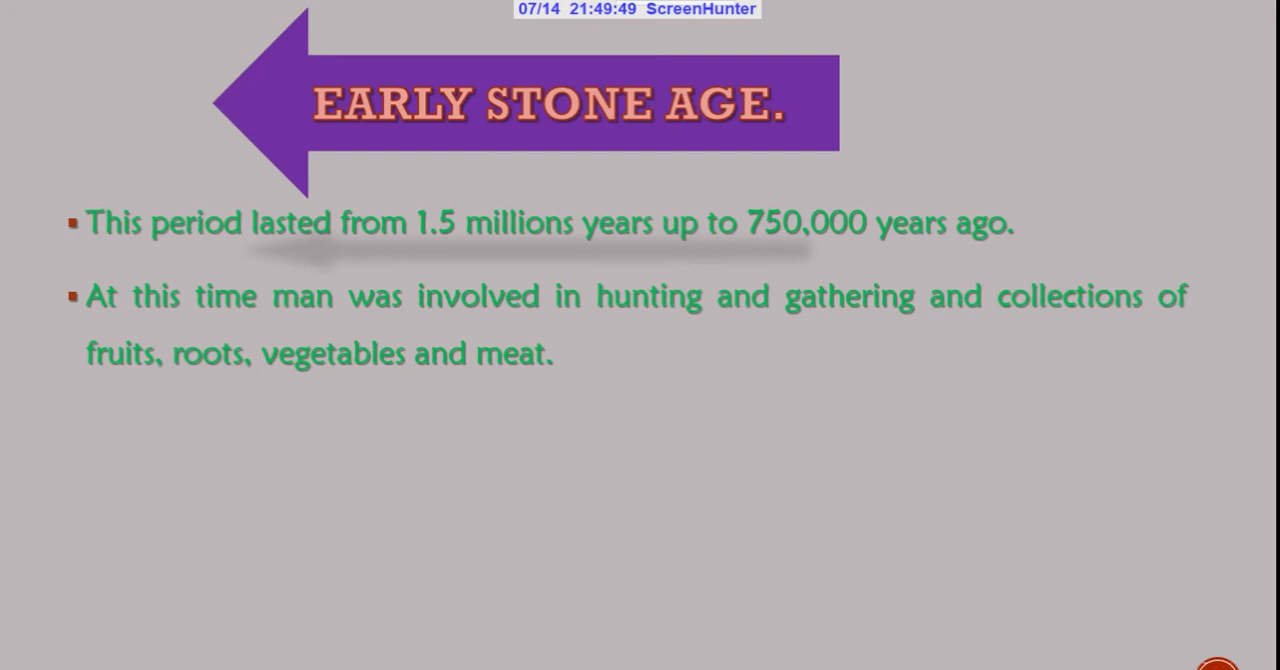 07/14 21:49:49 ScreenHunter
EARLY STONE AGE.
▪ This period lasted from 1.5 millions years up to 750,000 years ago.
▪ At this time man was involved in hunting and gathering and collections of
fruits, roots, vegetables and meat.